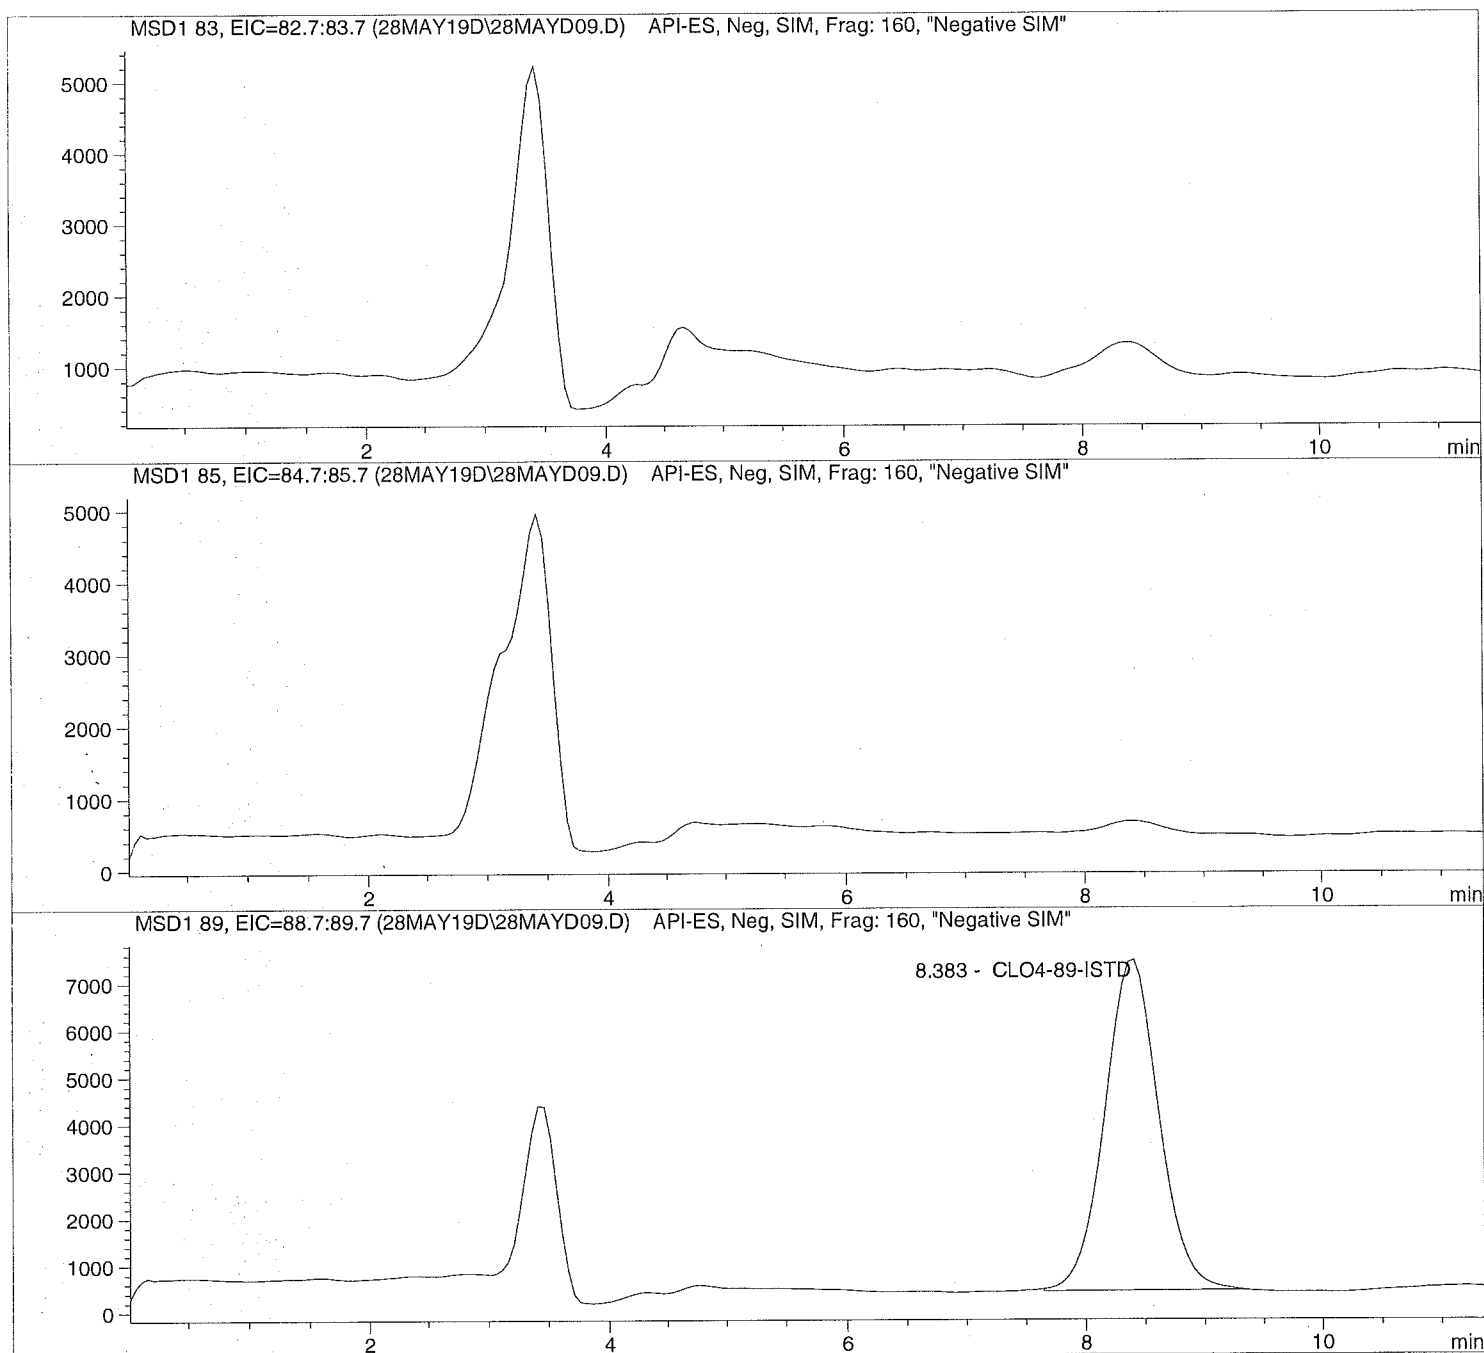 MSD1 83, EIC=82.7:83.7 (28MAY19D\28MAYD09.D) API-ES, Neg, SIM, Frag: 160, "Negative SIM"
5000
4000
3000
2000
1000
2 4 6 8 10 min
MSD1 85, EIC=84.7:85.7 (28MAY19D\28MAYD09.D) API-ES, Neg, SIM, Frag: 160, "Negative SIM"
5000
4000
3000
2000
1000
0
2 4 6 8 10 min
MSD1 89, EIC=88.7:89.7 (28MAY19D\28MAYD09.D) API-ES, Neg, SIM, Frag: 160, "Negative SIM"
8.383 - CLO4-89-ISTD
7000
6000
5000
4000
3000
2000
1000
0
2 4 6 8 10 min